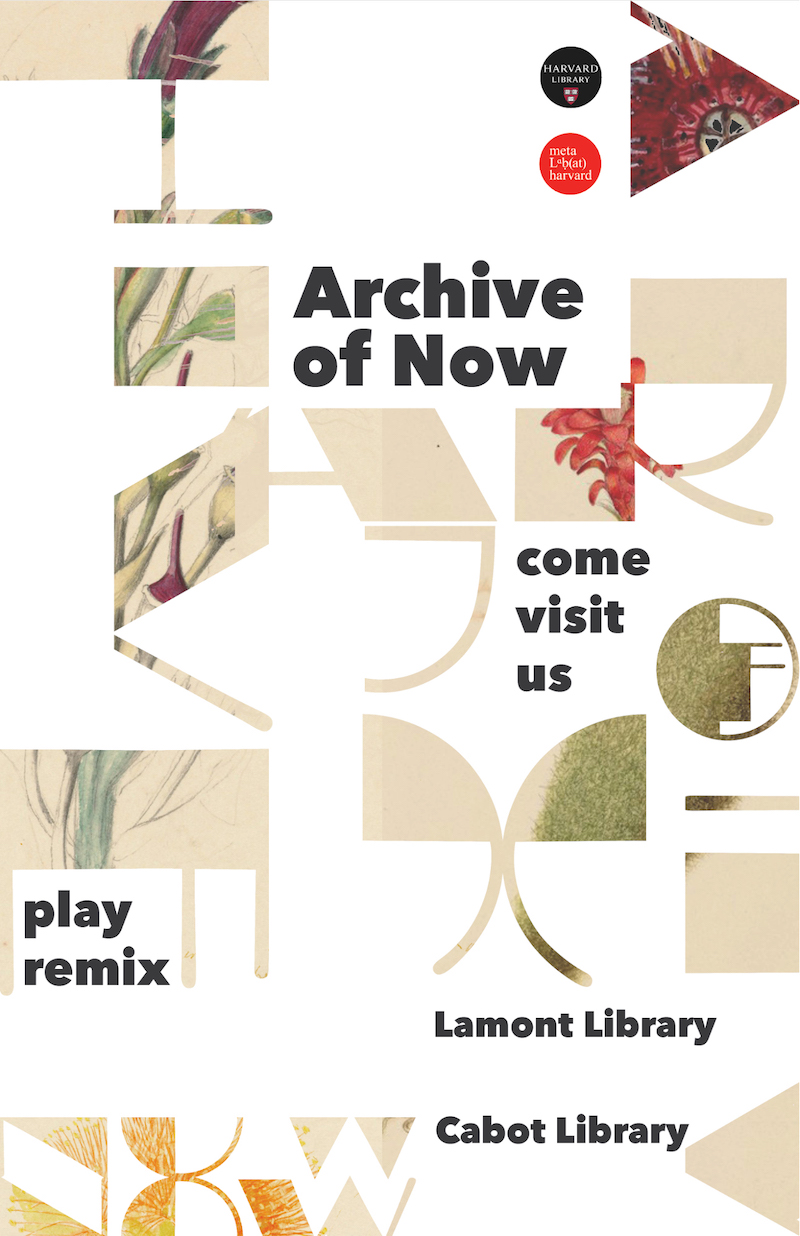 HARVARD
LIBRARY
meta
Lab(at)
harvard
Archive
of Now
come
visit
us
play
remix
Lamont Library
Cabot Library